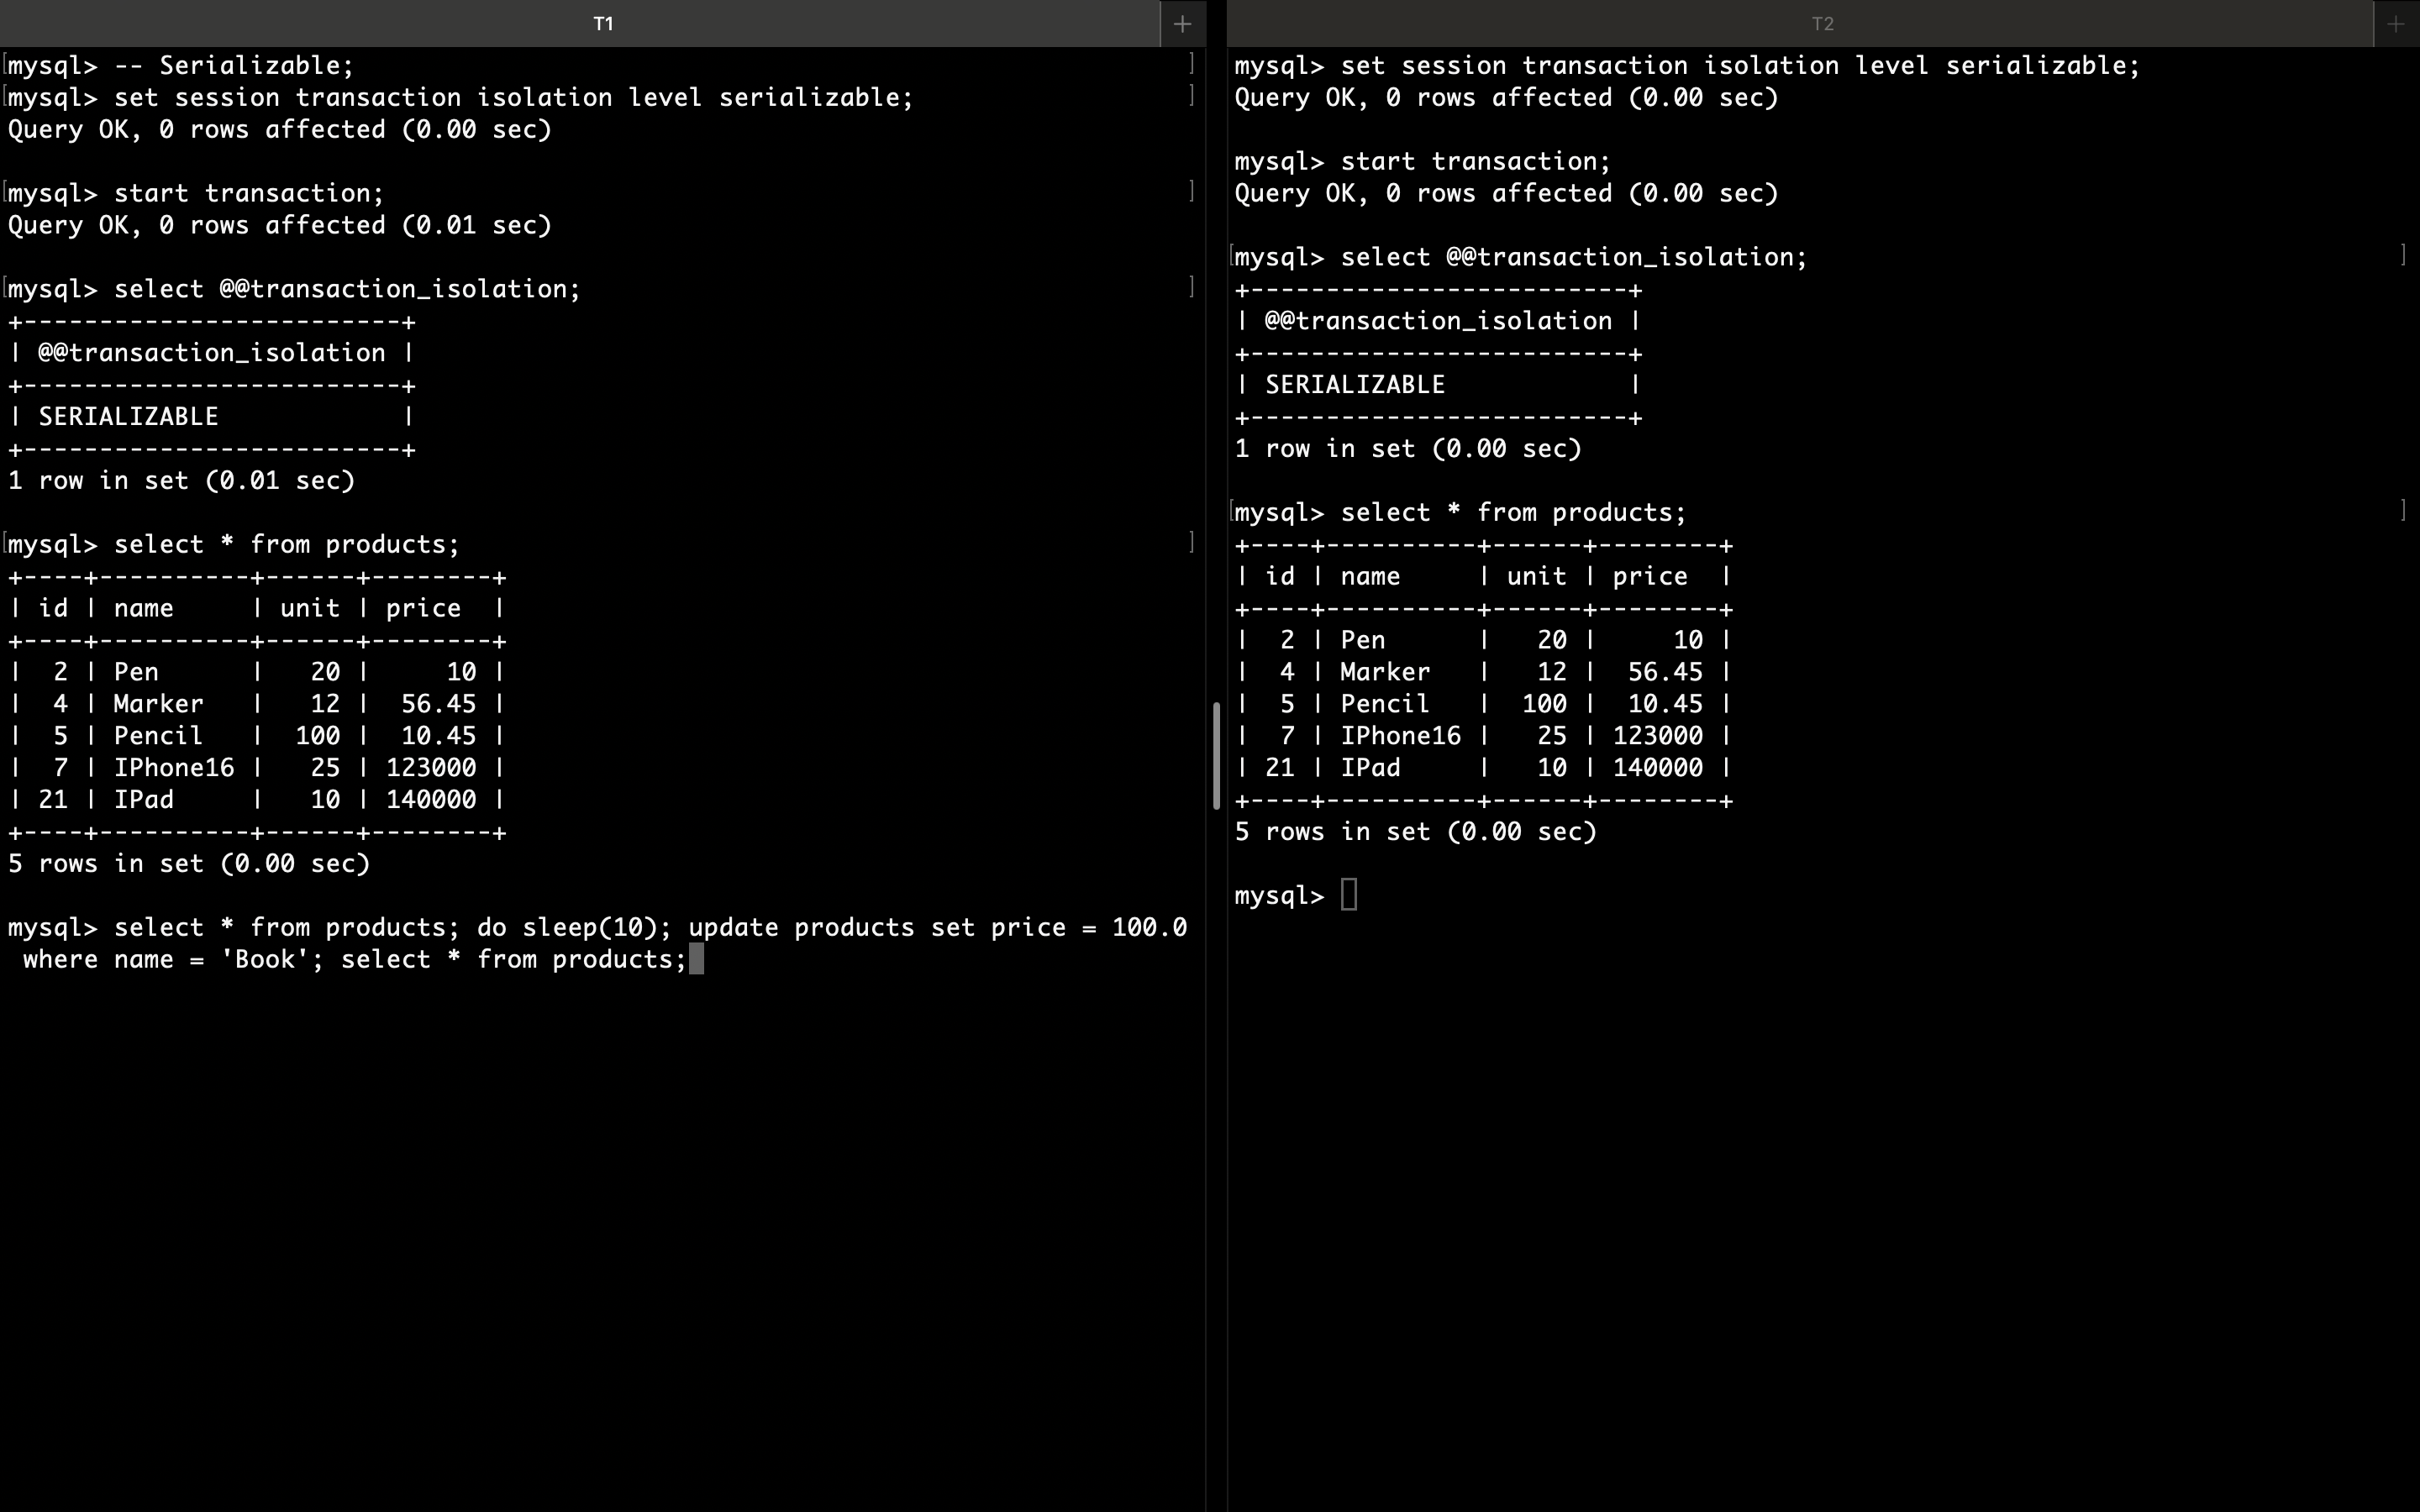 T1
mysql> -- Serializable;
mysql> set session transaction isolation level serializable;
Query OK, 0 rows affected (0.00 sec)
mysql> start transaction;
Query OK, 0 rows affected (0.01 sec)
mysql> select @@transaction_isolation;
+-------------------------+
| @@transaction_isolation |
+-------------------------+
| SERIALIZABLE            |
+-------------------------+
1 row in set (0.01 sec)
mysql> select * from products;
+----+----------+------+--------+
| id | name     | unit | price  |
+----+----------+------+--------+
|  2 | Pen      |   20 |     10 |
|  4 | Marker   |   12 |  56.45 |
|  5 | Pencil   |  100 |  10.45 |
|  7 | IPhone16 |   25 | 123000 |
| 21 | IPad     |   10 | 140000 |
+----+----------+------+--------+
5 rows in set (0.00 sec)
mysql> select * from products; do sleep(10); update products set price = 100.0
 where name = 'Book'; select * from products;
T2
mysql> set session transaction isolation level serializable;
Query OK, 0 rows affected (0.00 sec)
mysql> start transaction;
Query OK, 0 rows affected (0.00 sec)
mysql> select @@transaction_isolation;
+-------------------------+
| @@transaction_isolation |
+-------------------------+
| SERIALIZABLE            |
+-------------------------+
1 row in set (0.00 sec)
mysql> select * from products;
+----+----------+------+--------+
| id | name     | unit | price  |
+----+----------+------+--------+
|  2 | Pen      |   20 |     10 |
|  4 | Marker   |   12 |  56.45 |
|  5 | Pencil   |  100 |  10.45 |
|  7 | IPhone16 |   25 | 123000 |
| 21 | IPad     |   10 | 140000 |
+----+----------+------+--------+
5 rows in set (0.00 sec)
mysql>